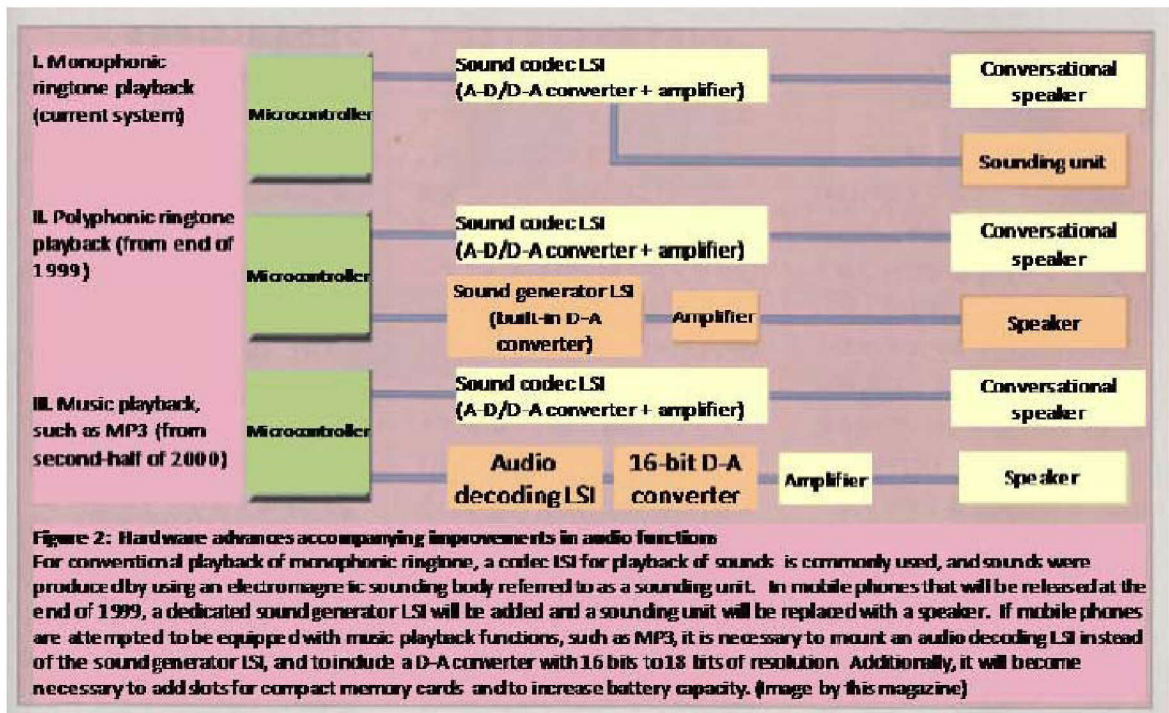 I. Monophonic
ringtone playback
(current system)
Microcontroller
Sound codec LSI
(A-D/D-A converter + amplifier)
Conversational
speaker
Sounding unit
II. Polyphonic ringtone
playback (from end of
1999)
Microcontroller
Sound codec LSI
(A-D/D-A converter + amplifier)
Conversational
speaker
Sound generator LSI
(built-in D-A
converter)
Amplifier
Speaker
III. Music playback,
such as MP3 (from
second-half of 2000)
Microcontroller
Sound codec LSI
(A-D/D-A converter + amplifier)
Conversational
speaker
Audio
decoding LSI
16-bit D-A
converter
Amplifier
Speaker
Figure 2: Hardware advances accompanying improvements in audio functions
For conventional playback of monophonic ringtone, a codec LSI for playback of sounds is commonly used, and sounds were
produced by using an electromagnetic sounding body referred to as a sounding unit. In mobile phones that will be released at the
end of 1999, a dedicated sound generator LSI will be added and a sounding unit will be replaced with a speaker. If mobile phones
are attempted to be equipped with music playback functions, such as MP3, it is necessary to mount an audio decoding LSI instead
of the sound generator LSI, and to include a D-A converter with 16 bits to 18 bits of resolution. Additionally, it will become
necessary to add slots for compact memory cards and to increase battery capacity. (Image by this magazine)